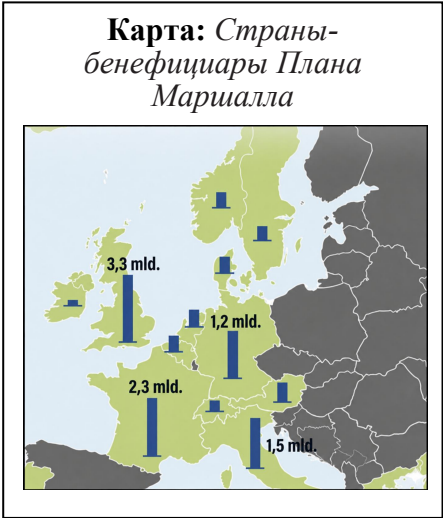 Карта: Страны-
бенефициары Плана
Маршалла
3,3 mld.
1,2 mld.
2,3 mld.
1,5 mld.